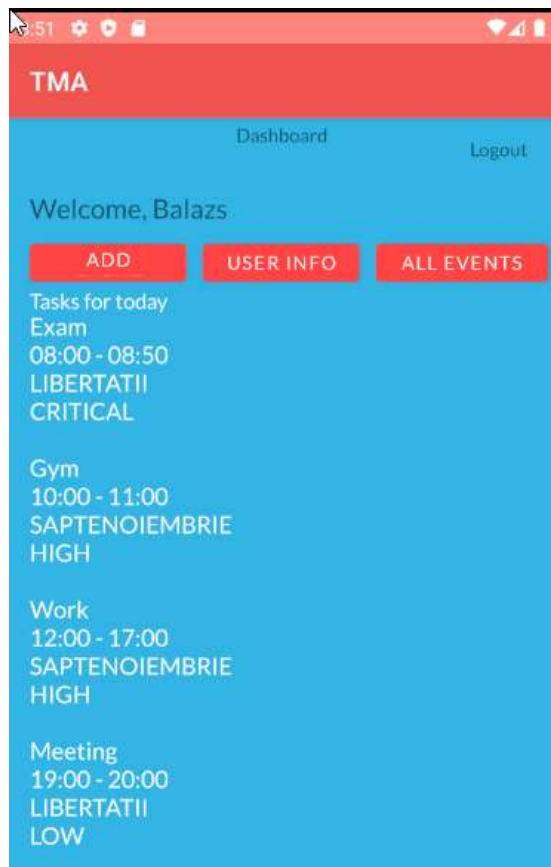 :51
TMA
Dashboard
Logout
Welcome, Balazs
ADD
USER INFO
ALL EVENTS
Tasks for today
Exam
08:00 - 08:50
LIBERTATII
CRITICAL
Gym
10:00 - 11:00
SAPTENOIEMBRIE
HIGH
Work
12:00 - 17:00
SAPTENOIEMBRIE
HIGH
Meeting
19:00 - 20:00
LIBERTATII
LOW